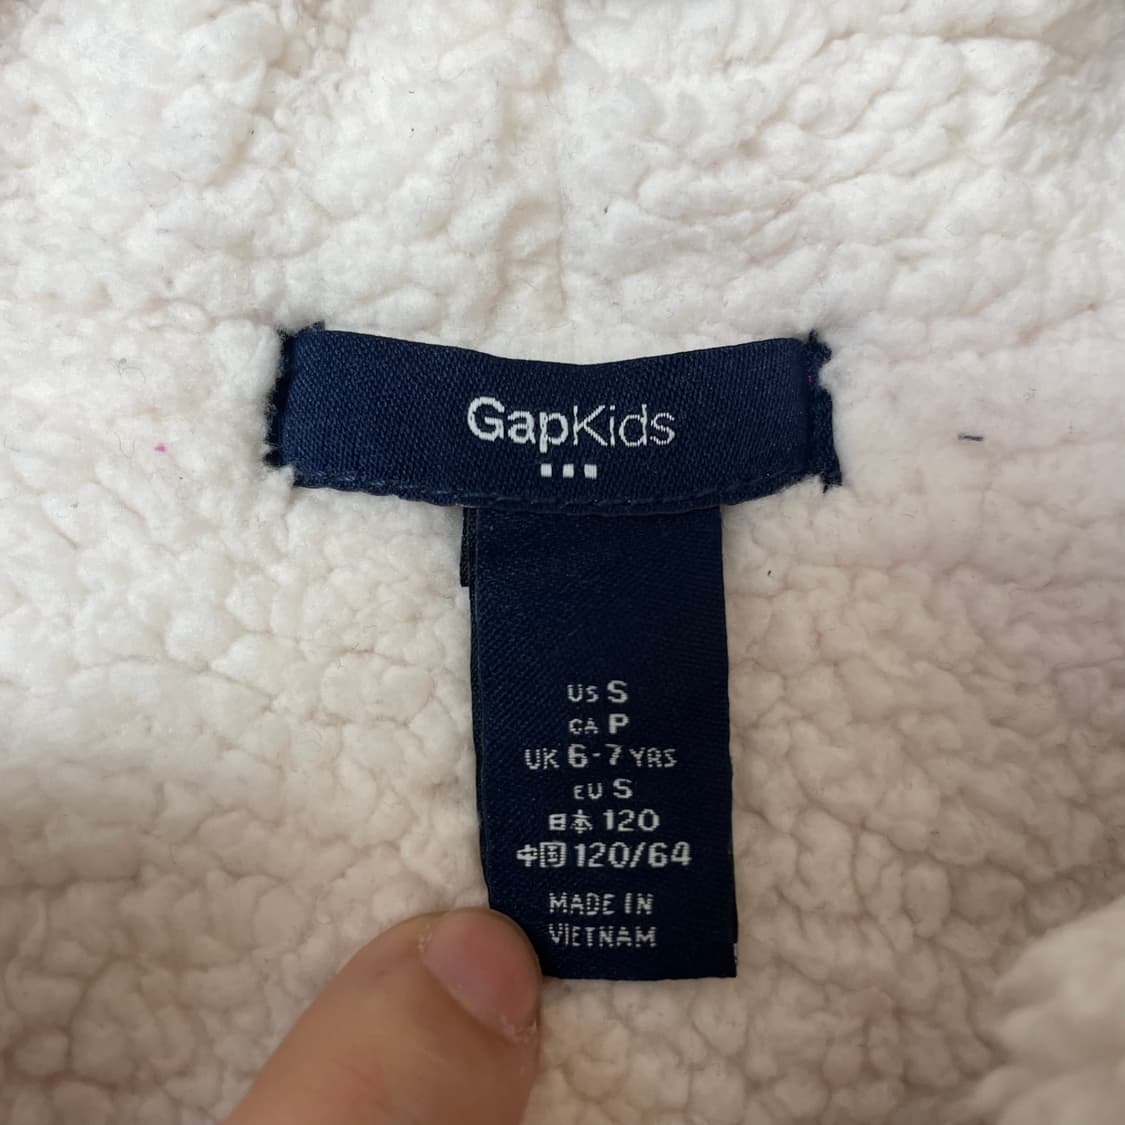 GapKids
US S
CA P
UK 6-7 YRS
EU S
日本 120
中国 120/64
MADE IN
VIETNAM